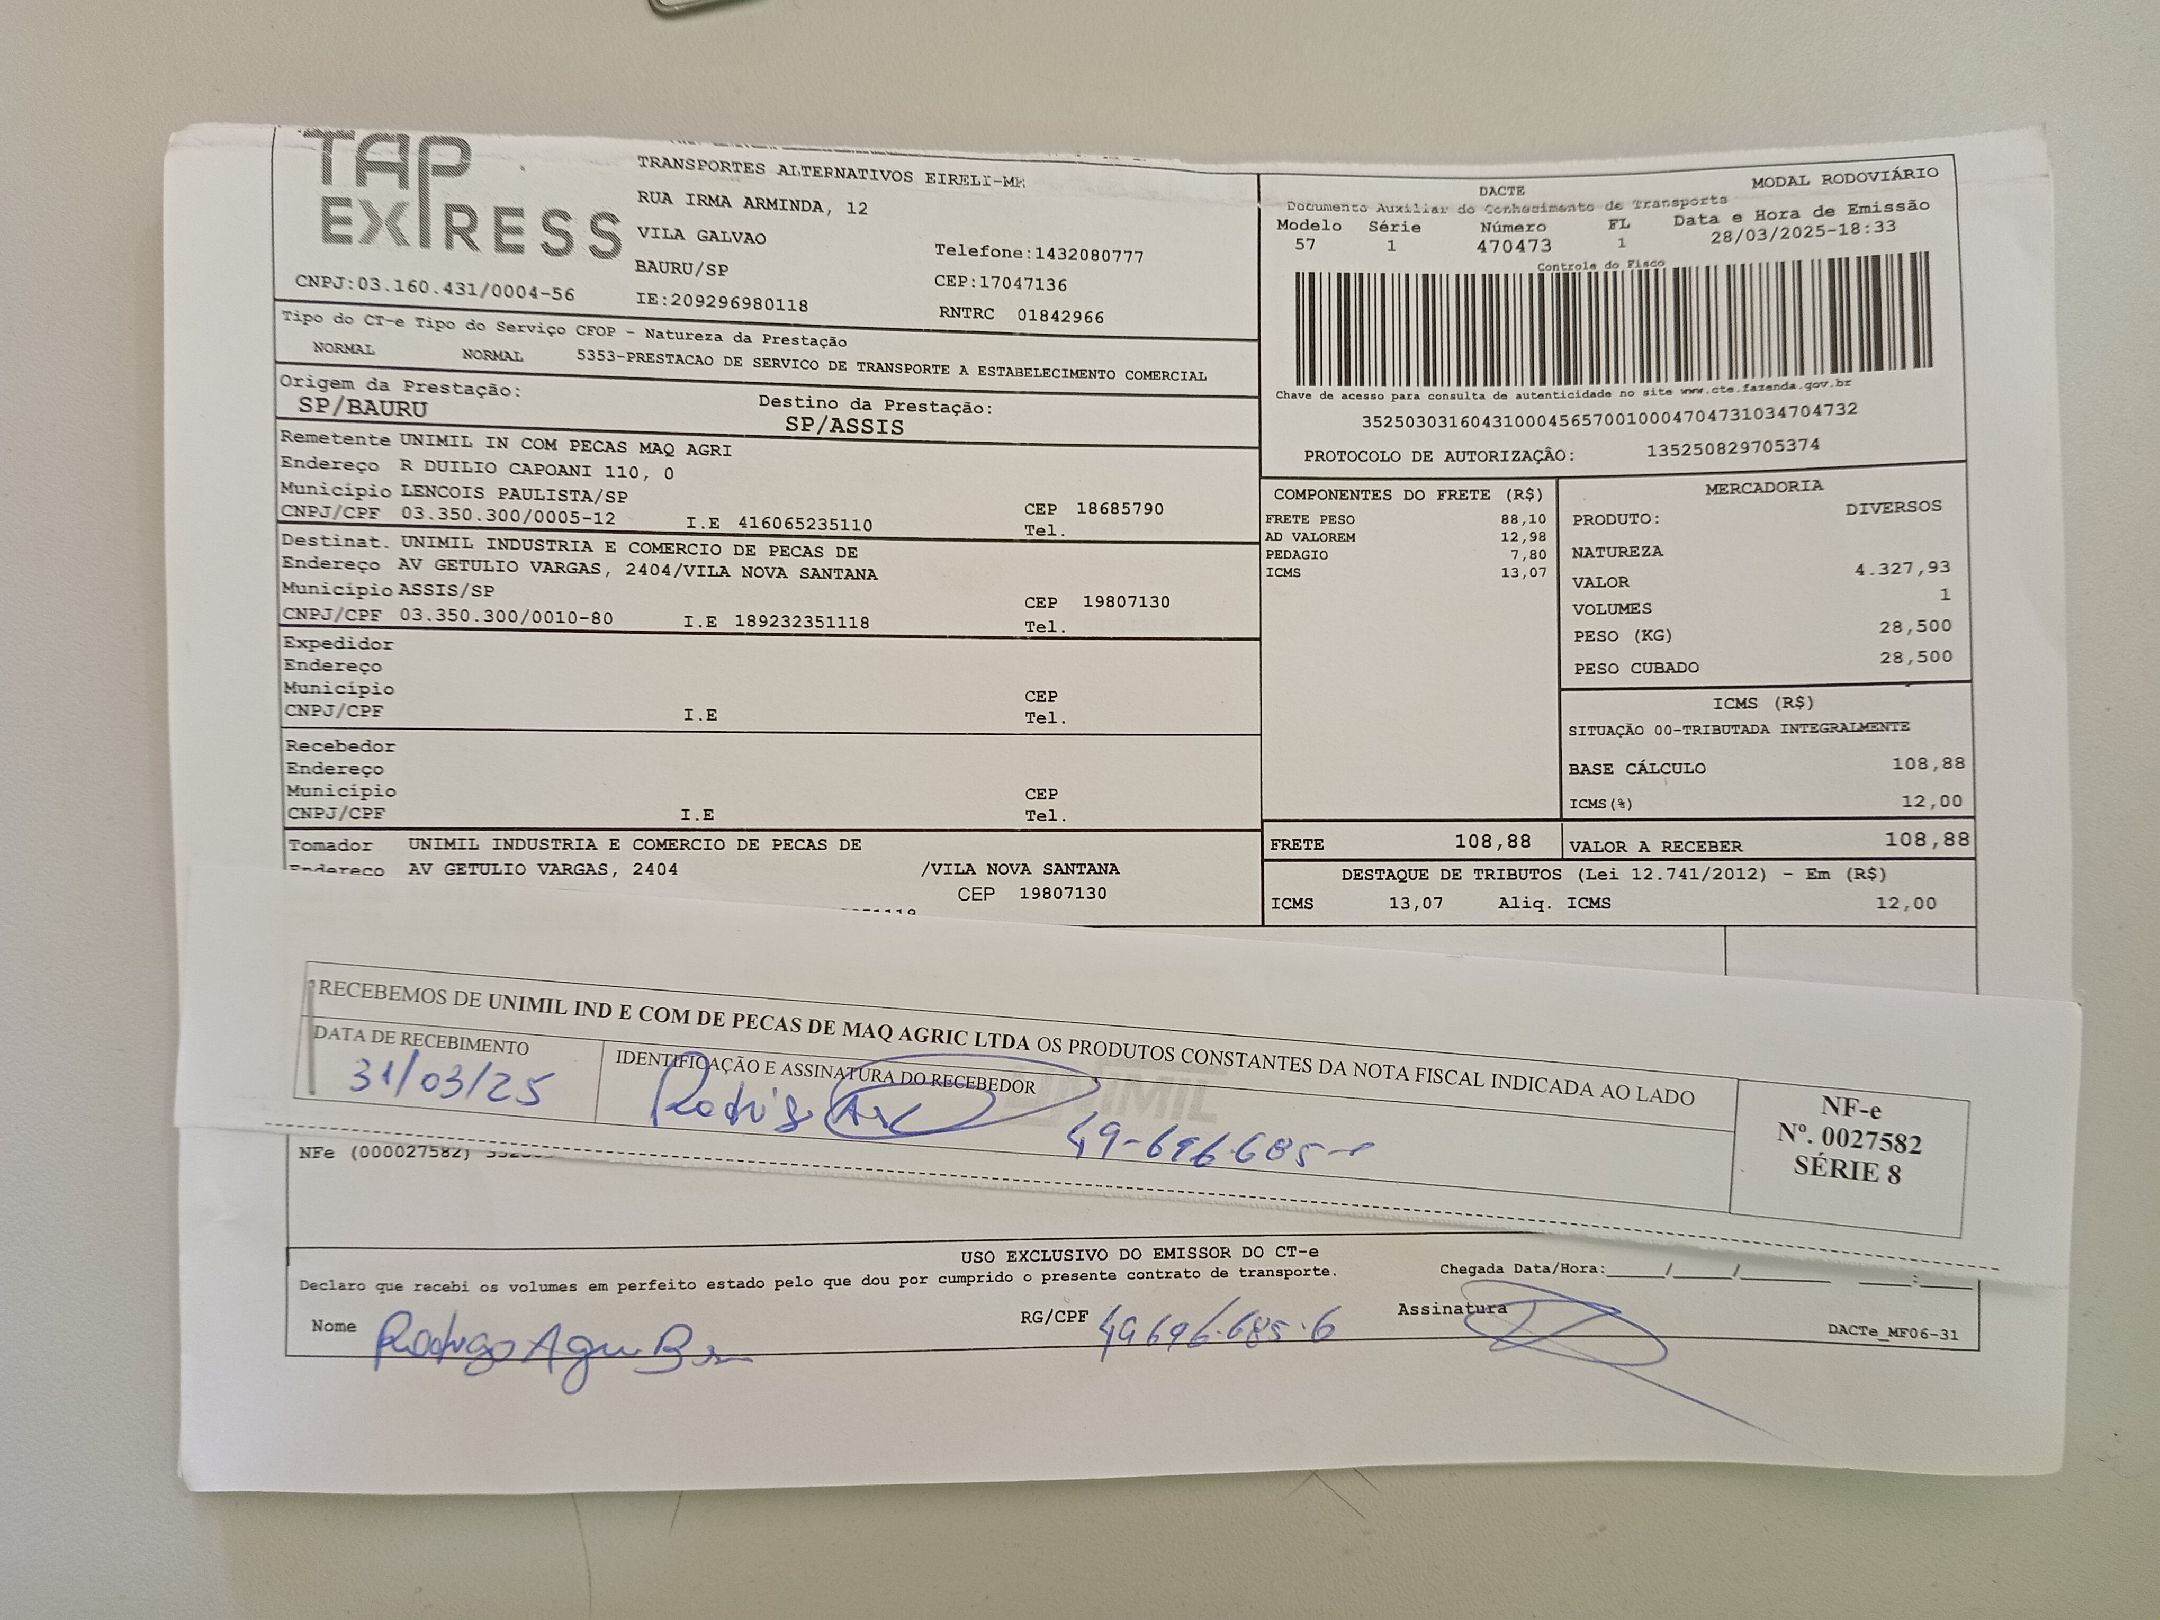 TAP
EXPRESS
CNPJ:03.160.431/0004-56
TRANSPORTES ALTERNATIVOS EIRELI-ME
RUA IRMA ARMINDA, 12
VILA GALVAO
BAURU/SP
IE:209296980118
Telefone:1432080777
CEP:17047136
RNTRC 01842966
DACTE MODAL RODOVIÁRIO
Documento Auxiliar do Conhecimento de Transporte
Modelo Série Número FL Data e Hora de Emissão
57 1 470473 1 28/03/2025-18:33
Controle do Fisco
Chave de acesso para consulta de autenticidade no site www.cte.fazenda.gov.br
35250303160431000456570010004704731034704732
PROTOCOLO DE AUTORIZAÇÃO: 135250829705374
Tipo do CT-e Tipo do Serviço CFOP - Natureza da Prestação
NORMAL NORMAL 5353-PRESTACAO DE SERVICO DE TRANSPORTE A ESTABELECIMENTO COMERCIAL
Origem da Prestação: Destino da Prestação:
SP/BAURU SP/ASSIS
Remetente UNIMIL IN COM PECAS MAQ AGRI
Endereço R DUILIO CAPOANI 110, 0
Município LENCOIS PAULISTA/SP CEP 18685790
CNPJ/CPF 03.350.300/0005-12 I.E 416065235110 Tel.
Destinat. UNIMIL INDUSTRIA E COMERCIO DE PECAS DE
Endereço AV GETULIO VARGAS, 2404/VILA NOVA SANTANA
Município ASSIS/SP CEP 19807130
CNPJ/CPF 03.350.300/0010-80 I.E 189232351118 Tel.
Expedidor
Endereço
Município CEP
CNPJ/CPF I.E Tel.
Recebedor
Endereço
Município CEP
CNPJ/CPF I.E Tel.
Tomador UNIMIL INDUSTRIA E COMERCIO DE PECAS DE
Endereço AV GETULIO VARGAS, 2404 /VILA NOVA SANTANA
CEP 19807130
COMPONENTES DO FRETE (R$)
FRETE PESO 88,10
AD VALOREM 12,98
PEDAGIO 7,80
ICMS 13,07
MERCADORIA
PRODUTO: DIVERSOS
NATUREZA
VALOR 4.327,93
VOLUMES 1
PESO (KG) 28,500
PESO CUBADO 28,500
ICMS (R$)
SITUAÇÃO 00-TRIBUTADA INTEGRALMENTE
BASE CÁLCULO 108,88
ICMS(%) 12,00
FRETE 108,88 VALOR A RECEBER 108,88
DESTAQUE DE TRIBUTOS (Lei 12.741/2012) - Em (R$)
ICMS 13,07 Aliq. ICMS 12,00
RECEBEMOS DE UNIMIL IND E COM DE PECAS DE MAQ AGRIC LTDA OS PRODUTOS CONSTANTES DA NOTA FISCAL INDICADA AO LADO
DATA DE RECEBIMENTO IDENTIFICAÇÃO E ASSINATURA DO RECEBEDOR
31/03/25
UNIMIL
NF-e
Nº. 0027582
SÉRIE 8
NFe (000027582)
USO EXCLUSIVO DO EMISSOR DO CT-e
Declaro que recebi os volumes em perfeito estado pelo que dou por cumprido o presente contrato de transporte. Chegada Data/Hora:____/____/______ ____:____
Nome Rodrigo RG/CPF 49696.685.6 Assinatura
DACTe_MF06-31